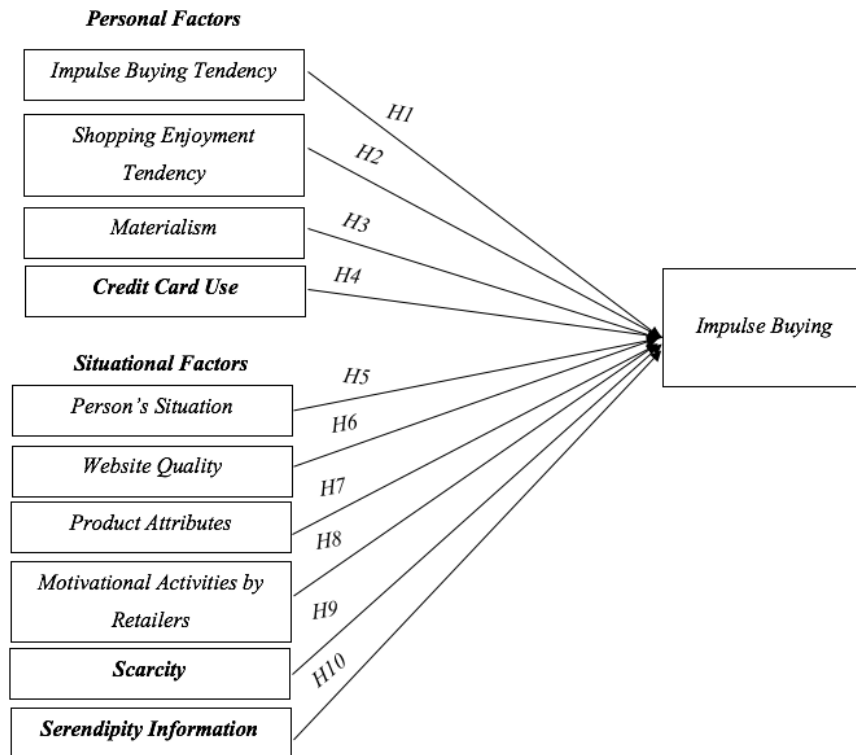 Personal Factors
Impulse Buying Tendency
H1
Shopping Enjoyment
Tendency
H2
Materialism
H3
Credit Card Use
H4
Impulse Buying
Situational Factors
Person's Situation
H5
Website Quality
H6
Product Attributes
H7
Motivational Activities by
Retailers
H8
Scarcity
H9
Serendipity Information
H10